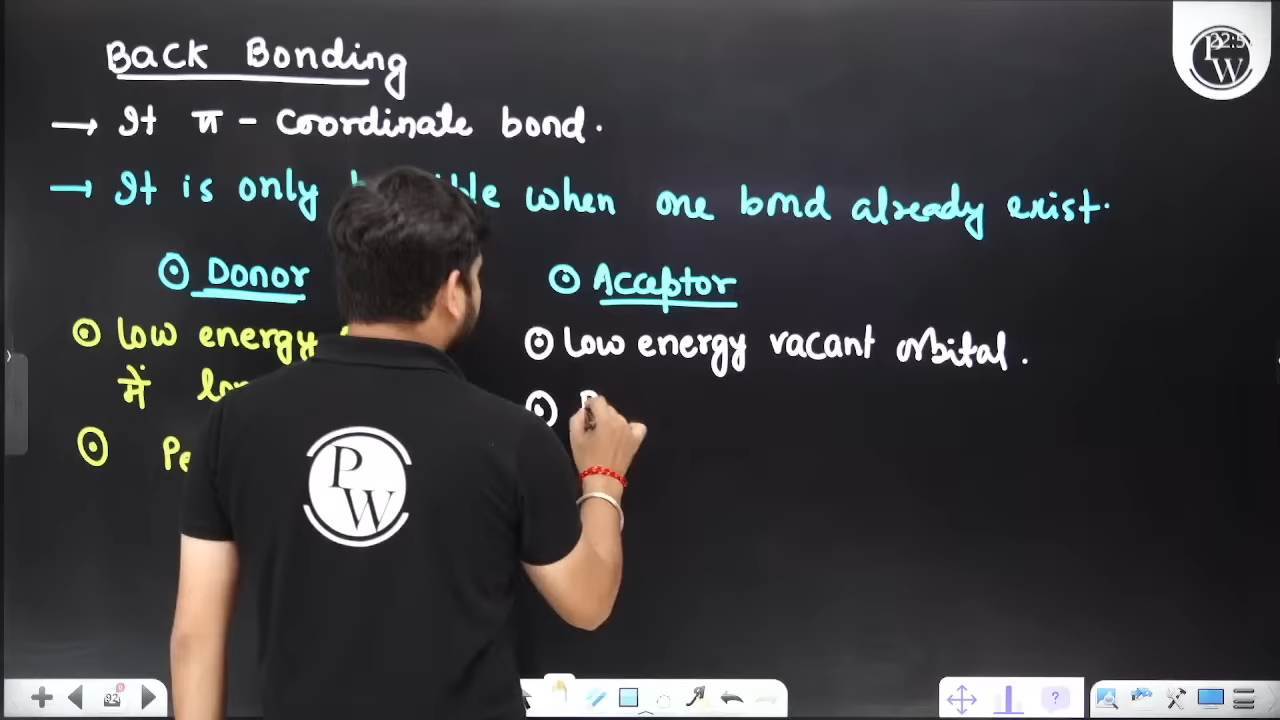 Back Bonding
→ It π - coordinate bond.
→ It is only when one bond already exist.
Donor
Acceptor
Low energy
में
Low energy vacant orbital.
P W
P W